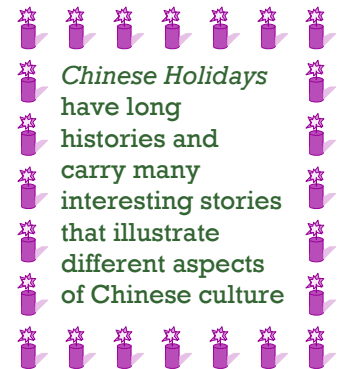 Chinese Holidays
have long
histories and
carry many
interesting stories
that illustrate
different aspects
of Chinese culture